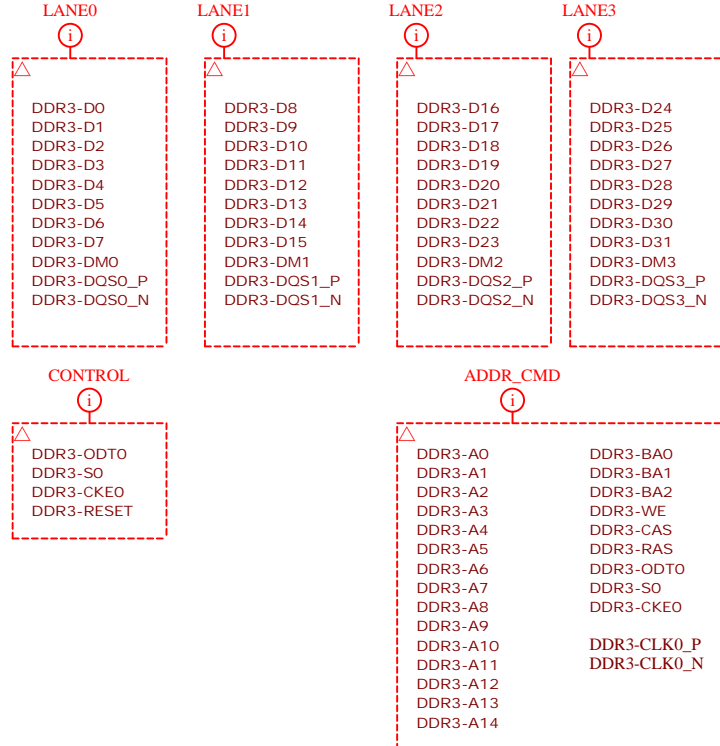 LANE0
i
DDR3-D0
DDR3-D1
DDR3-D2
DDR3-D3
DDR3-D4
DDR3-D5
DDR3-D6
DDR3-D7
DDR3-DM0
DDR3-DQS0_P
DDR3-DQS0_N
LANE1
i
DDR3-D8
DDR3-D9
DDR3-D10
DDR3-D11
DDR3-D12
DDR3-D13
DDR3-D14
DDR3-D15
DDR3-DM1
DDR3-DQS1_P
DDR3-DQS1_N
LANE2
i
DDR3-D16
DDR3-D17
DDR3-D18
DDR3-D19
DDR3-D20
DDR3-D21
DDR3-D22
DDR3-D23
DDR3-DM2
DDR3-DQS2_P
DDR3-DQS2_N
LANE3
i
DDR3-D24
DDR3-D25
DDR3-D26
DDR3-D27
DDR3-D28
DDR3-D29
DDR3-D30
DDR3-D31
DDR3-DM3
DDR3-DQS3_P
DDR3-DQS3_N
CONTROL
i
DDR3-ODT0
DDR3-S0
DDR3-CKE0
DDR3-RESET
ADDR_CMD
i
DDR3-A0
DDR3-A1
DDR3-A2
DDR3-A3
DDR3-A4
DDR3-A5
DDR3-A6
DDR3-A7
DDR3-A8
DDR3-A9
DDR3-A10
DDR3-A11
DDR3-A12
DDR3-A13
DDR3-A14
DDR3-BA0
DDR3-BA1
DDR3-BA2
DDR3-WE
DDR3-CAS
DDR3-RAS
DDR3-ODT0
DDR3-S0
DDR3-CKE0
DDR3-CLK0_P
DDR3-CLK0_N